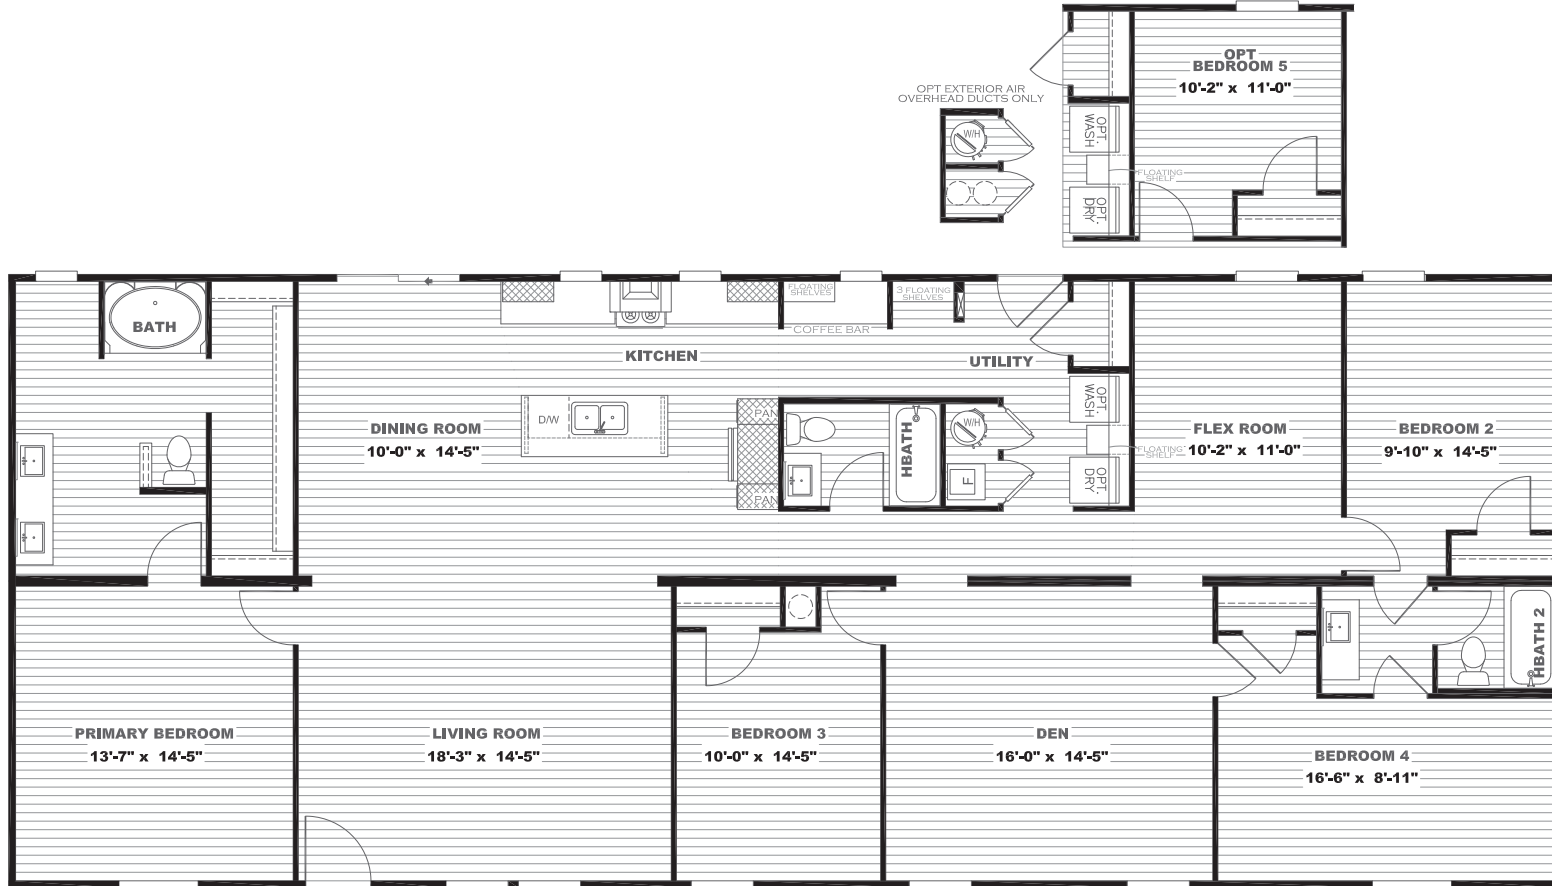 OPT
BEDROOM 5
10'-2" x 11'-0"
OPT EXTERIOR AIR
OVERHEAD DUCTS ONLY
W/H
OPT.
WASH
FLOATING
SHELF
OPT.
DRY
BATH
FLOATING
SHELVES
3 FLOATING
SHELVES
COFFEE BAR
KITCHEN
UTILITY
OPT.
WASH
D/W
PAN
DINING ROOM
10'-0" x 14'-5"
HBATH
W/H
FLEX ROOM
10'-2" x 11'-0"
BEDROOM 2
9'-10" x 14'-5"
FLOATING
SHELF
F
OPT.
DRY
PAN
HBATH 2
PRIMARY BEDROOM
13'-7" x 14'-5"
LIVING ROOM
18'-3" x 14'-5"
BEDROOM 3
10'-0" x 14'-5"
DEN
16'-0" x 14'-5"
BEDROOM 4
16'-6" x 8'-11"